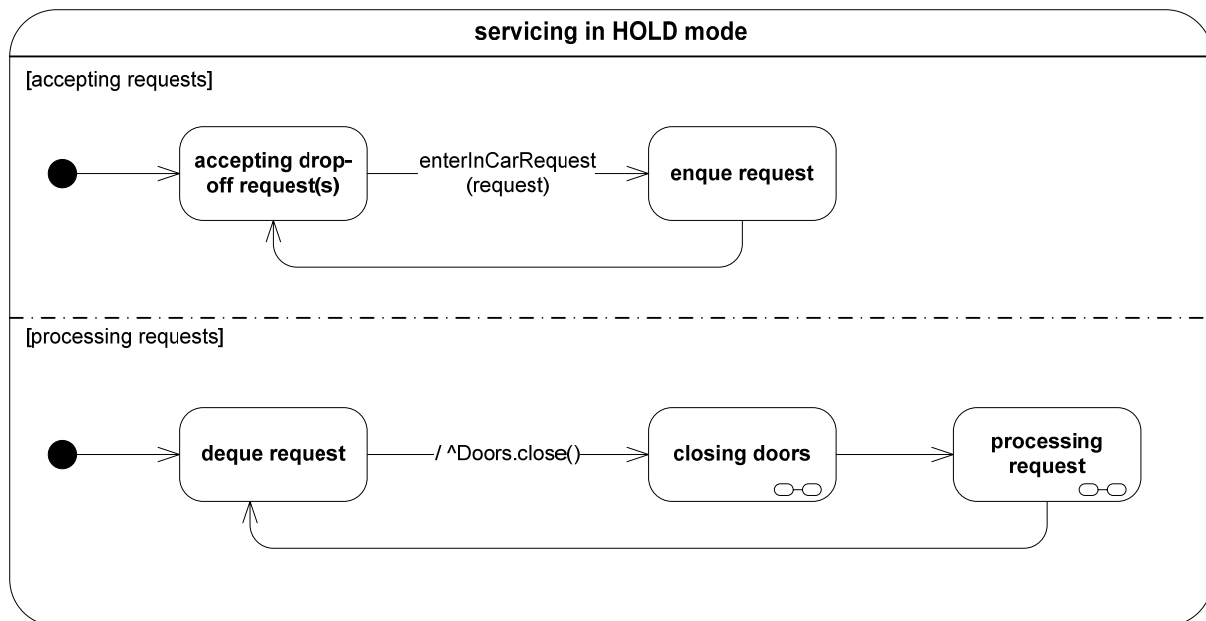 servicing in HOLD mode
[accepting requests]
accepting drop-
off request(s)
enterInCarRequest
(request)
enque request
[processing requests]
deque request
/ ^Doors.close()
closing doors
processing
request